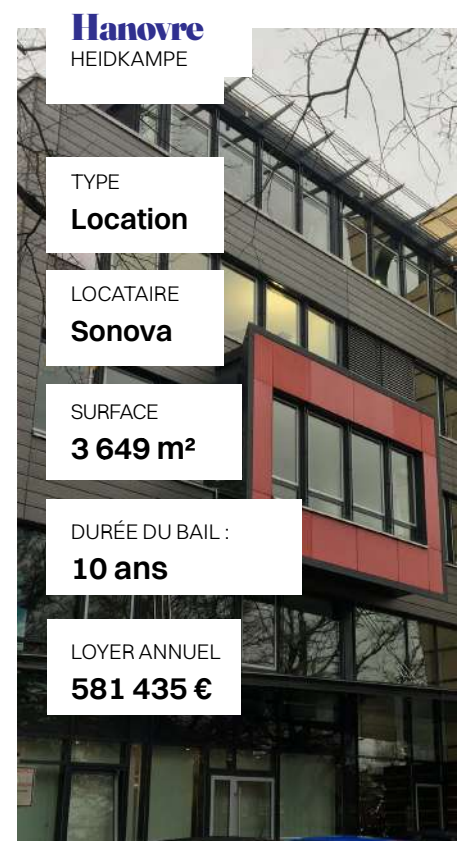 Hanovre
HEIDKAMPE
TYPE
Location
LOCATAIRE
Sonova
SURFACE
3 649 m²
DURÉE DU BAIL :
10 ans
LOYER ANNUEL
581 435 €